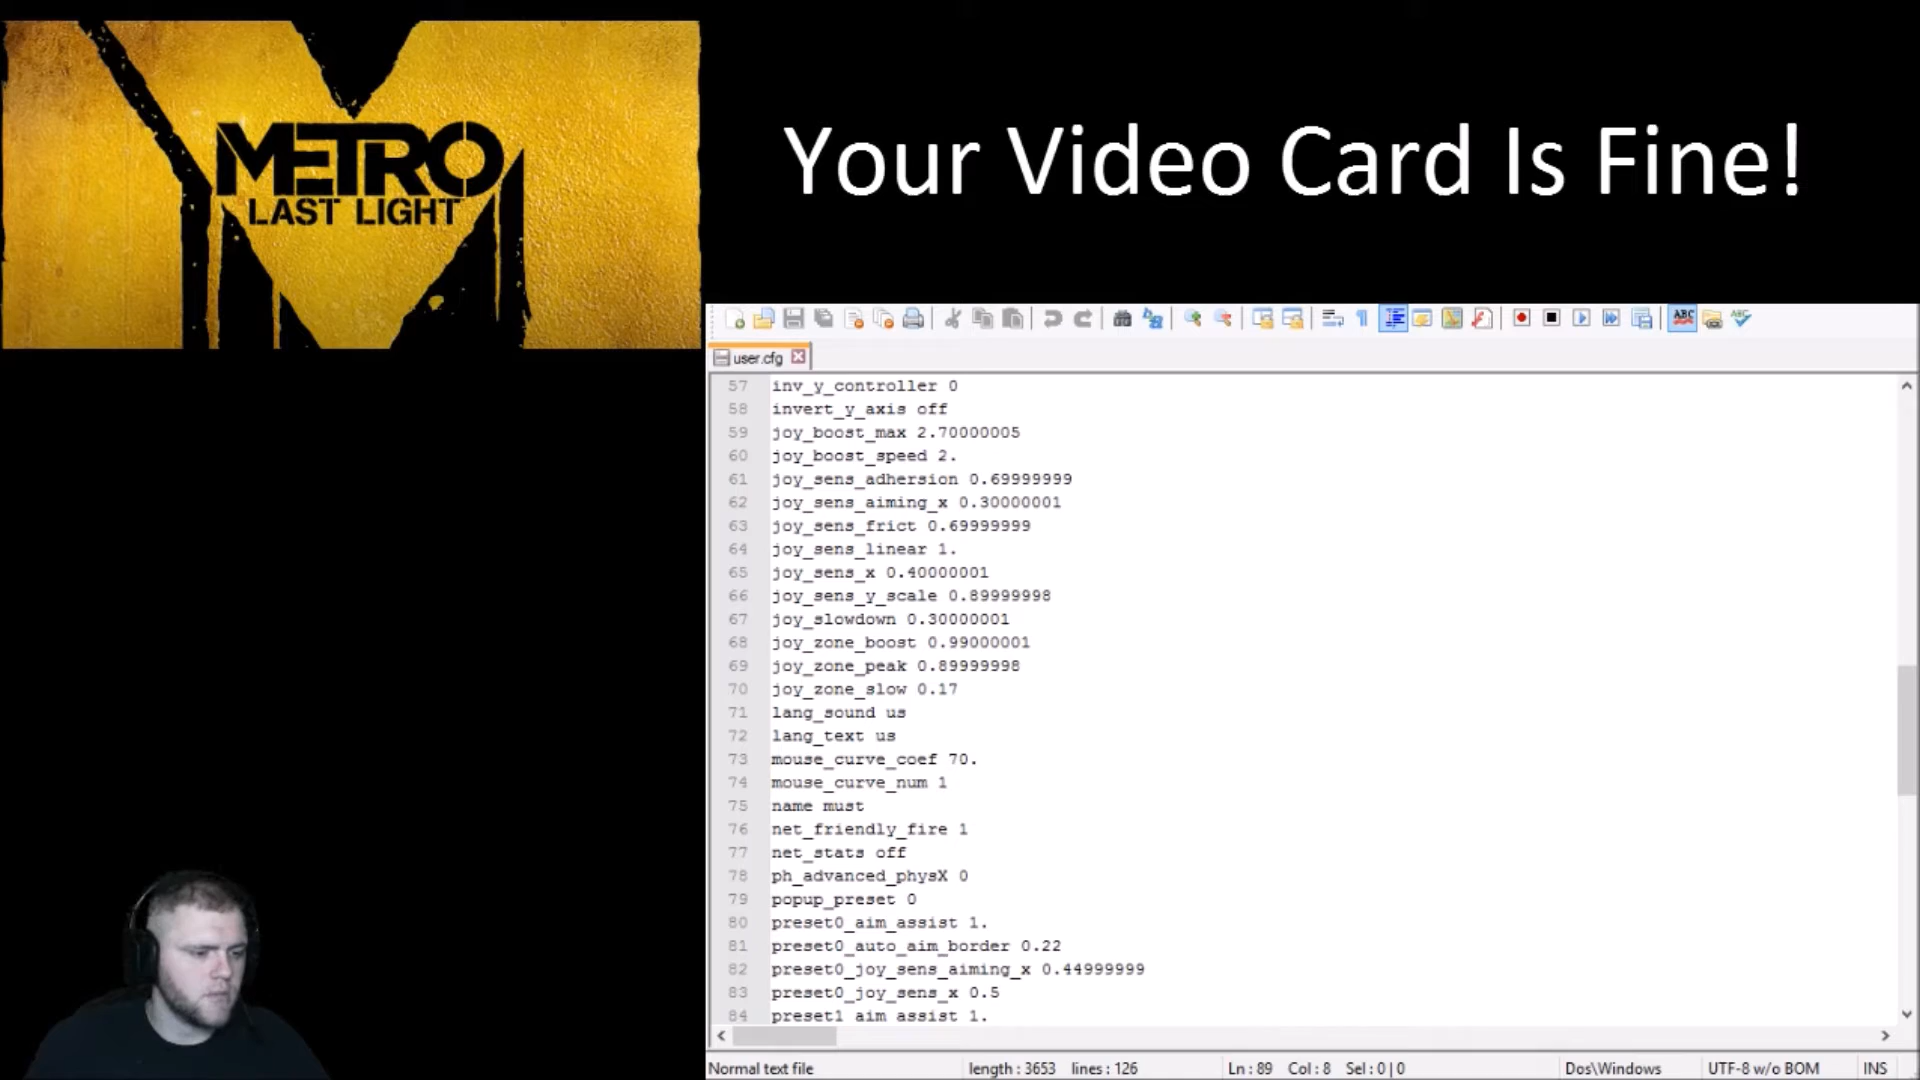 METRO
LAST LIGHT
Your Video Card Is Fine!
ABC
ABC
user.cfg
57 inv_y_controller 0
58 invert_y_axis off
59 joy_boost_max 2.70000005
60 joy_boost_speed 2.
61 joy_sens_adhersion 0.69999999
62 joy_sens_aiming_x 0.30000001
63 joy_sens_frict 0.69999999
64 joy_sens_linear 1.
65 joy_sens_x 0.40000001
66 joy_sens_y_scale 0.89999998
67 joy_slowdown 0.30000001
68 joy_zone_boost 0.99000001
69 joy_zone_peak 0.89999998
70 joy_zone_slow 0.17
71 lang_sound us
72 lang_text us
73 mouse_curve_coef 70.
74 mouse_curve_num 1
75 name must
76 net_friendly_fire 1
77 net_stats off
78 ph_advanced_physX 0
79 popup_preset 0
80 preset0_aim_assist 1.
81 preset0_auto_aim_border 0.22
82 preset0_joy_sens_aiming_x 0.44999999
83 preset0_joy_sens_x 0.5
84 preset1_aim_assist 1.
Normal text file length : 3653 lines : 126 Ln : 89 Col : 8 Sel : 0 | 0 Dos\Windows UTF-8 w/o BOM INS